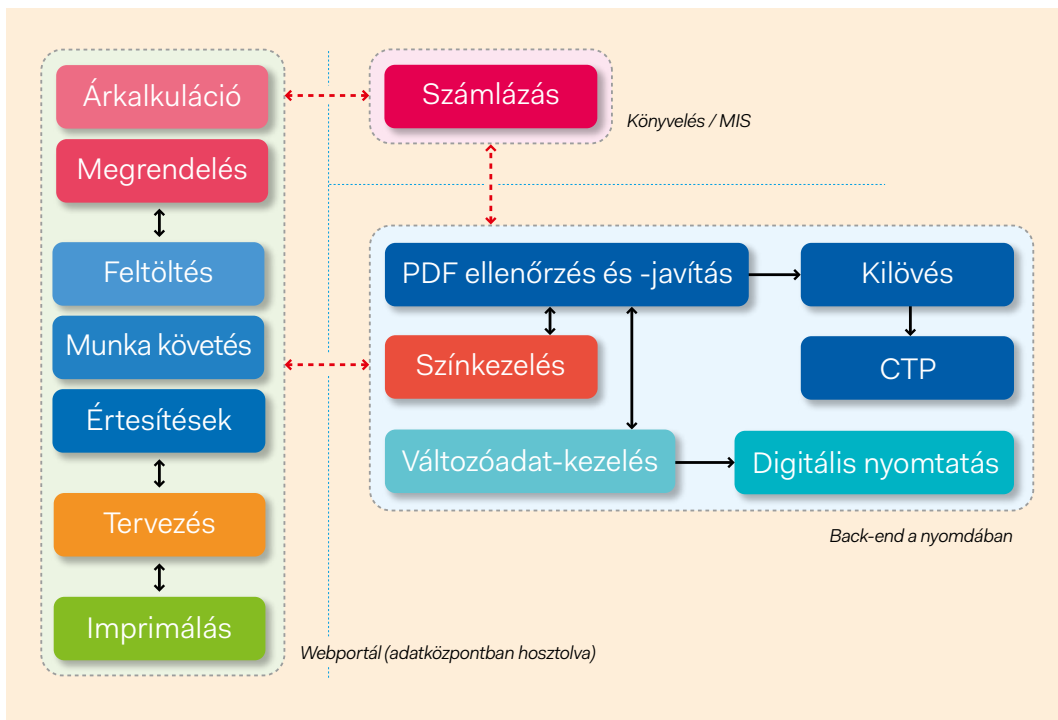 Árkalkuláció
Megrendelés
Feltöltés
Munka követés
Értesítések
Tervezés
Imprimálás
Webportál (adatközpontban hosztolva)
Számlázás
Könyvelés / MIS
PDF ellenőrzés és -javítás
Kilövés
Színkezelés
CTP
Változóadat-kezelés
Digitális nyomtatás
Back-end a nyomdában